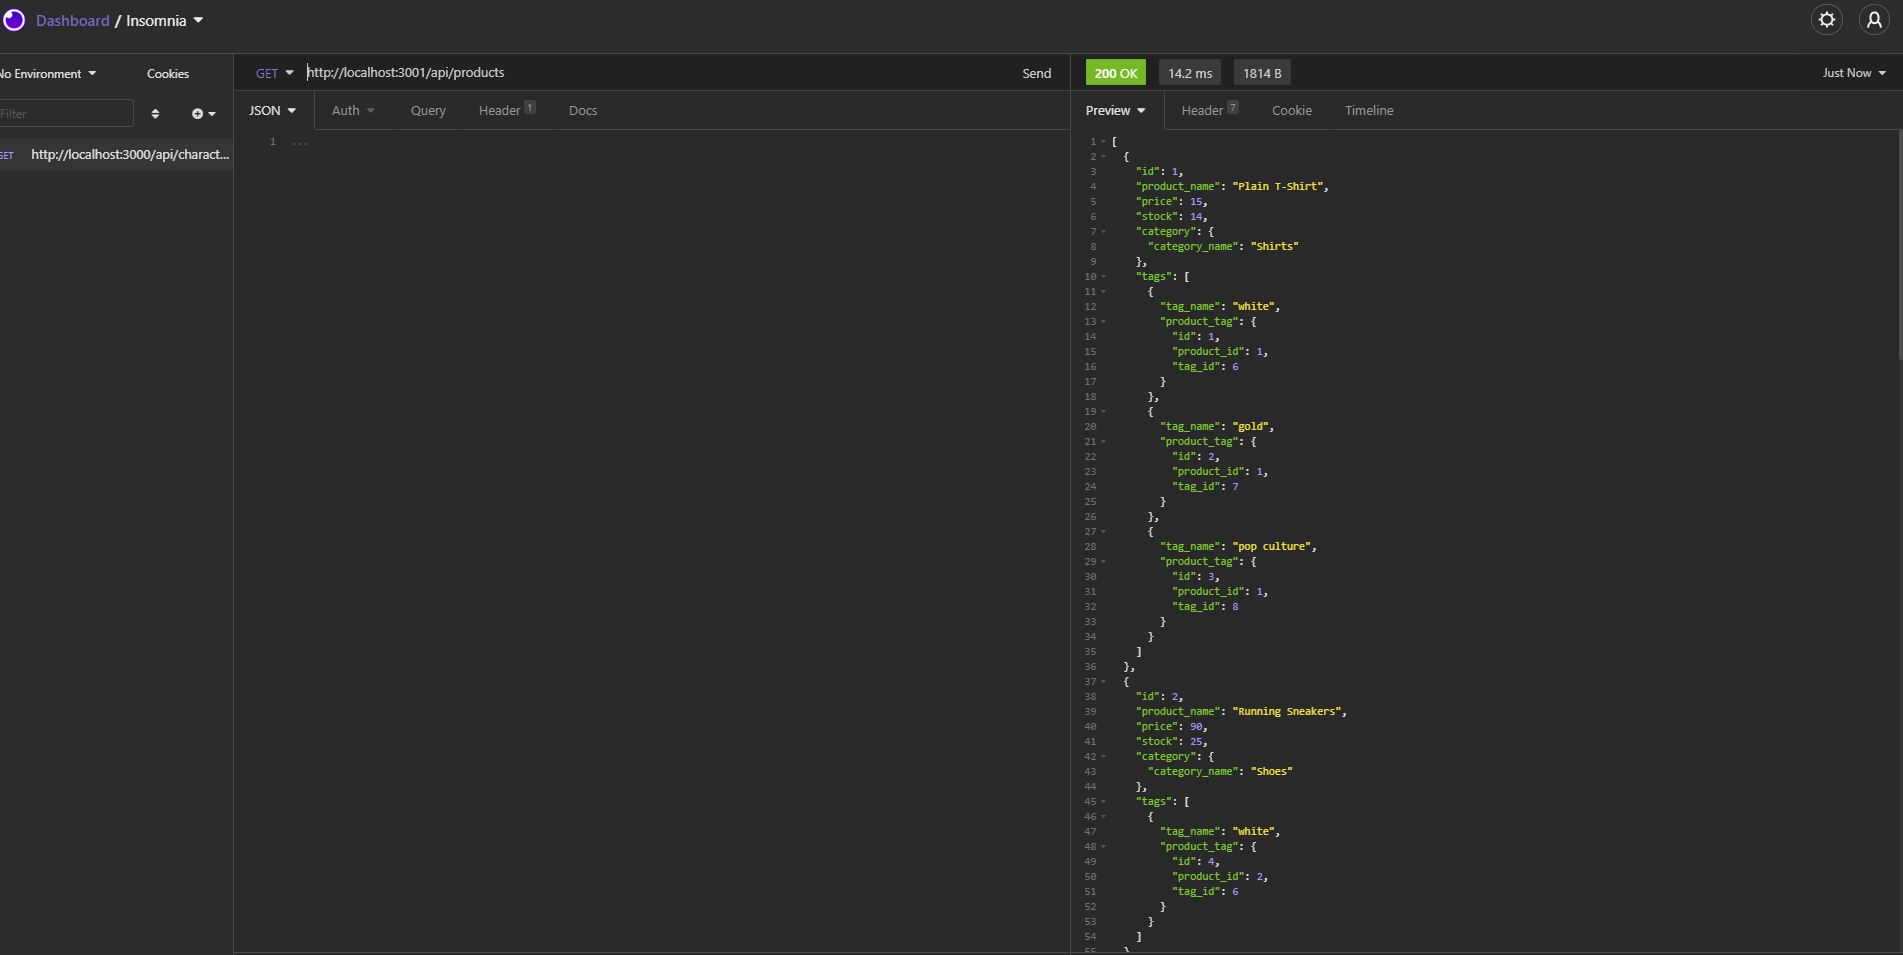 Dashboard / Insomnia
No Environment
Cookies
GET
http://localhost:3001/api/products
Send
200 OK
14.2 ms
1814 B
Just Now
Filter
JSON
Auth
Query
Header 1
Docs
Preview
Header 7
Cookie
Timeline
GET http://localhost:3000/api/charact...
1 ...
1 [
2 {
3 "id": 1,
4 "product_name": "Plain T-Shirt",
5 "price": 15,
6 "stock": 14,
7 "category": {
8 "category_name": "Shirts"
9 },
10 "tags": [
11 {
12 "tag_name": "white",
13 "product_tag": {
14 "id": 1,
15 "product_id": 1,
16 "tag_id": 6
17 }
18 },
19 {
20 "tag_name": "gold",
21 "product_tag": {
22 "id": 2,
23 "product_id": 1,
24 "tag_id": 7
25 }
26 },
27 {
28 "tag_name": "pop culture",
29 "product_tag": {
30 "id": 3,
31 "product_id": 1,
32 "tag_id": 8
33 }
34 }
35 ]
36 },
37 {
38 "id": 2,
39 "product_name": "Running Sneakers",
40 "price": 90,
41 "stock": 25,
42 "category": {
43 "category_name": "Shoes"
44 },
45 "tags": [
46 {
47 "tag_name": "white",
48 "product_tag": {
49 "id": 4,
50 "product_id": 2,
51 "tag_id": 6
52 }
53 }
54 ]
55 }